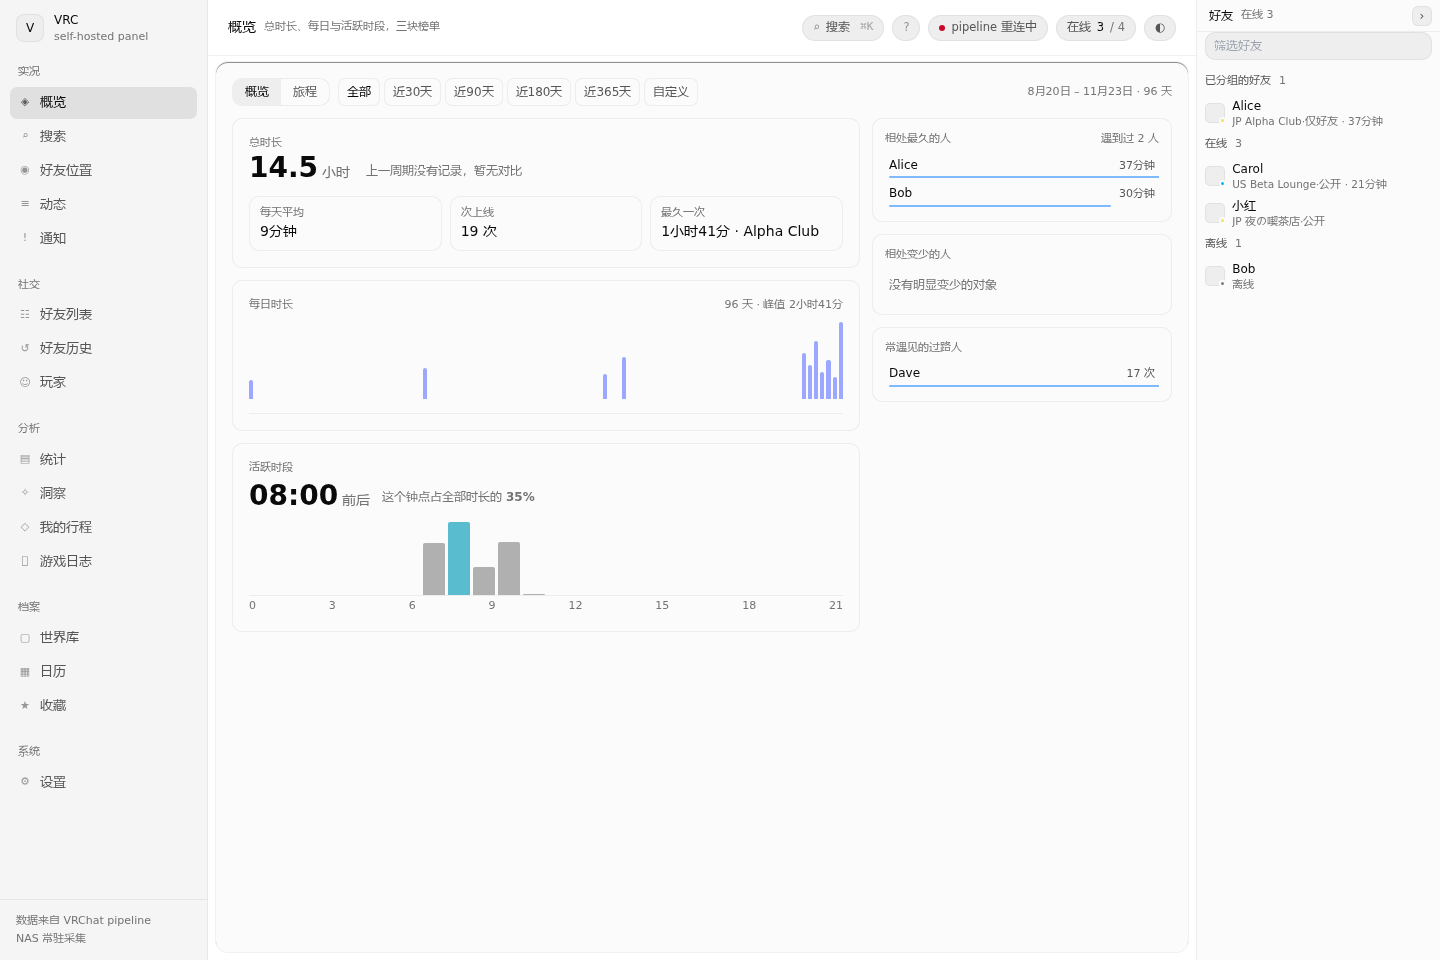 V
VRC
self-hosted panel
实况
概览
搜索
好友位置
动态
通知
社交
好友列表
好友历史
玩家
分析
统计
洞察
我的行程
游戏日志
档案
世界库
日历
收藏
系统
设置
数据来自 VRChat pipeline
NAS 常驻采集
概览 总时长、每日与活跃时段，三块榜单
搜索 ⌘K
?
pipeline 重连中
在线 3 / 4
概览 旅程 全部 近30天 近90天 近180天 近365天 自定义
8月20日 – 11月23日 · 96 天
总时长
14.5 小时 上一周期没有记录，暂无对比
每天平均
9分钟
次上线
19 次
最久一次
1小时41分 · Alpha Club
每日时长
96 天 · 峰值 2小时41分
活跃时段
08:00 前后 这个钟点占全部时长的 35%
0 3 6 9 12 15 18 21
相处最久的人
遇到过 2 人
Alice 37分钟
Bob 30分钟
相处变少的人
没有明显变少的对象
常遇见的过路人
Dave 17 次
好友 在线 3
›
筛选好友
已分组的好友 1
Alice
JP Alpha Club·仅好友 · 37分钟
在线 3
Carol
US Beta Lounge·公开 · 21分钟
小红
JP 夜の喫茶店·公开
离线 1
Bob
离线